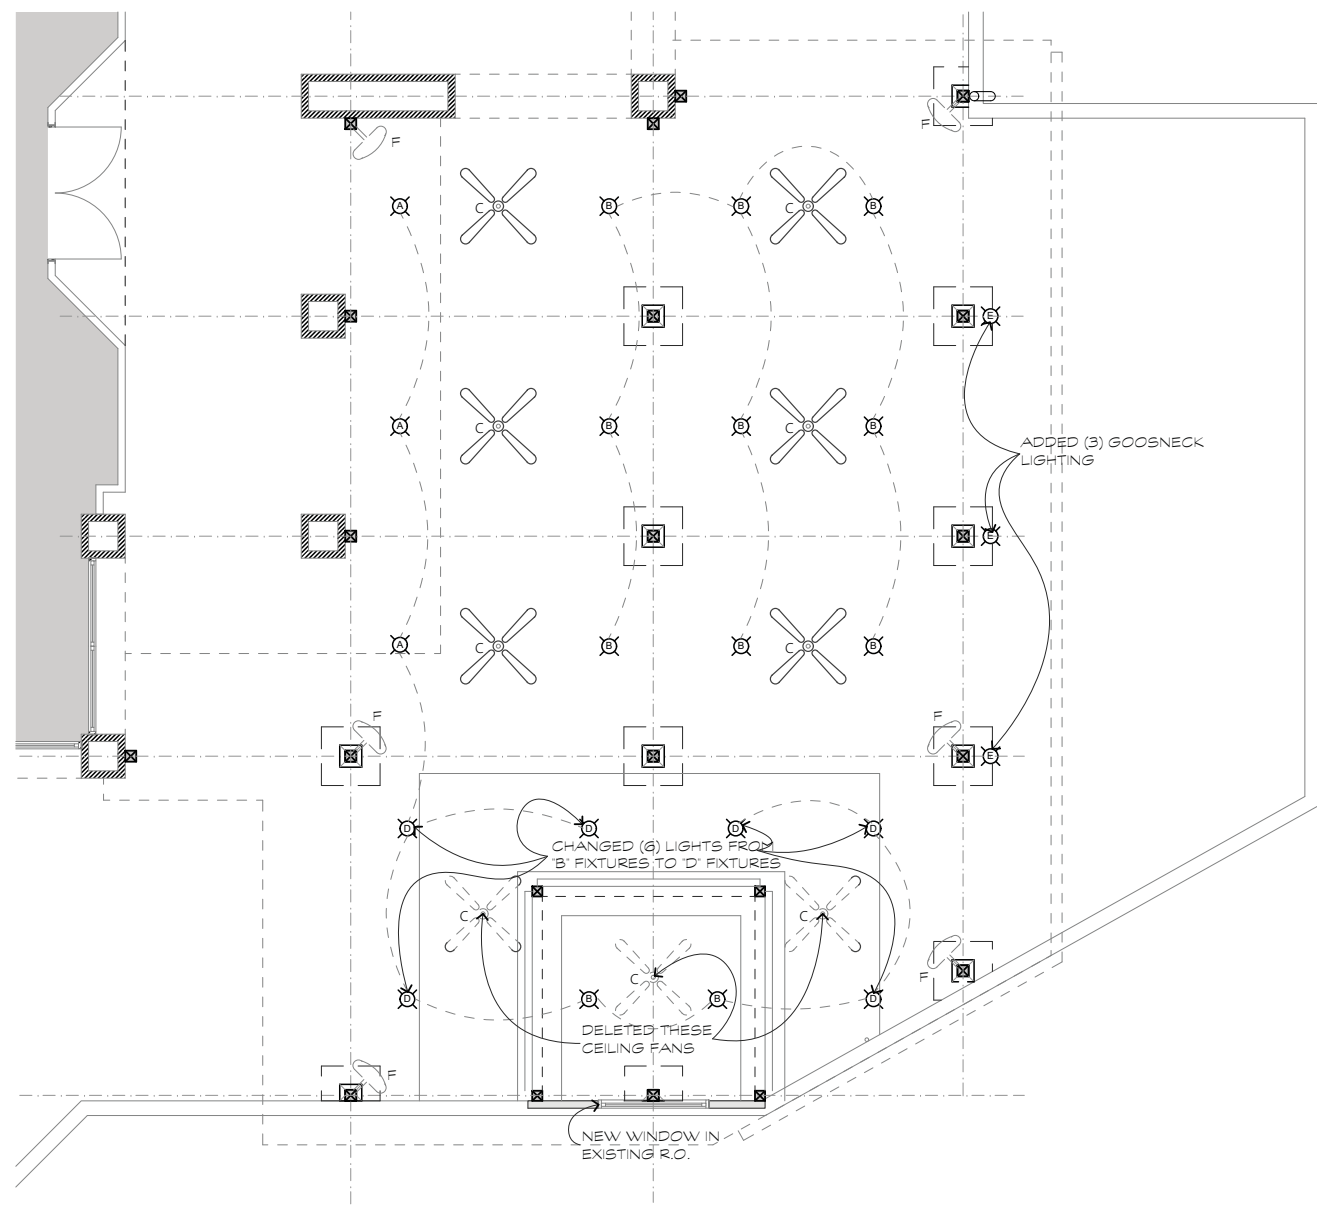 F
F
A
C
B
B
C
B
E
A
C
B
B
C
B
ADDED (3) GOOSNECK
LIGHTING
E
A
C
B
B
C
B
F
F
E
D
D
D
D
CHANGED (6) LIGHTS FROM
"B" FIXTURES TO "D" FIXTURES
C
C
C
F
D
B
B
D
DELETED THESE
CEILING FANS
F
NEW WINDOW IN
EXISTING R.O.